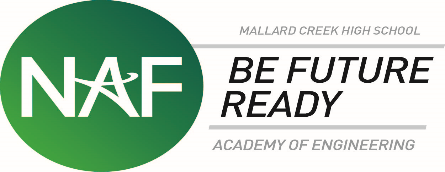 NAF
MALLARD CREEK HIGH SCHOOL
BE FUTURE
READY
ACADEMY OF ENGINEERING